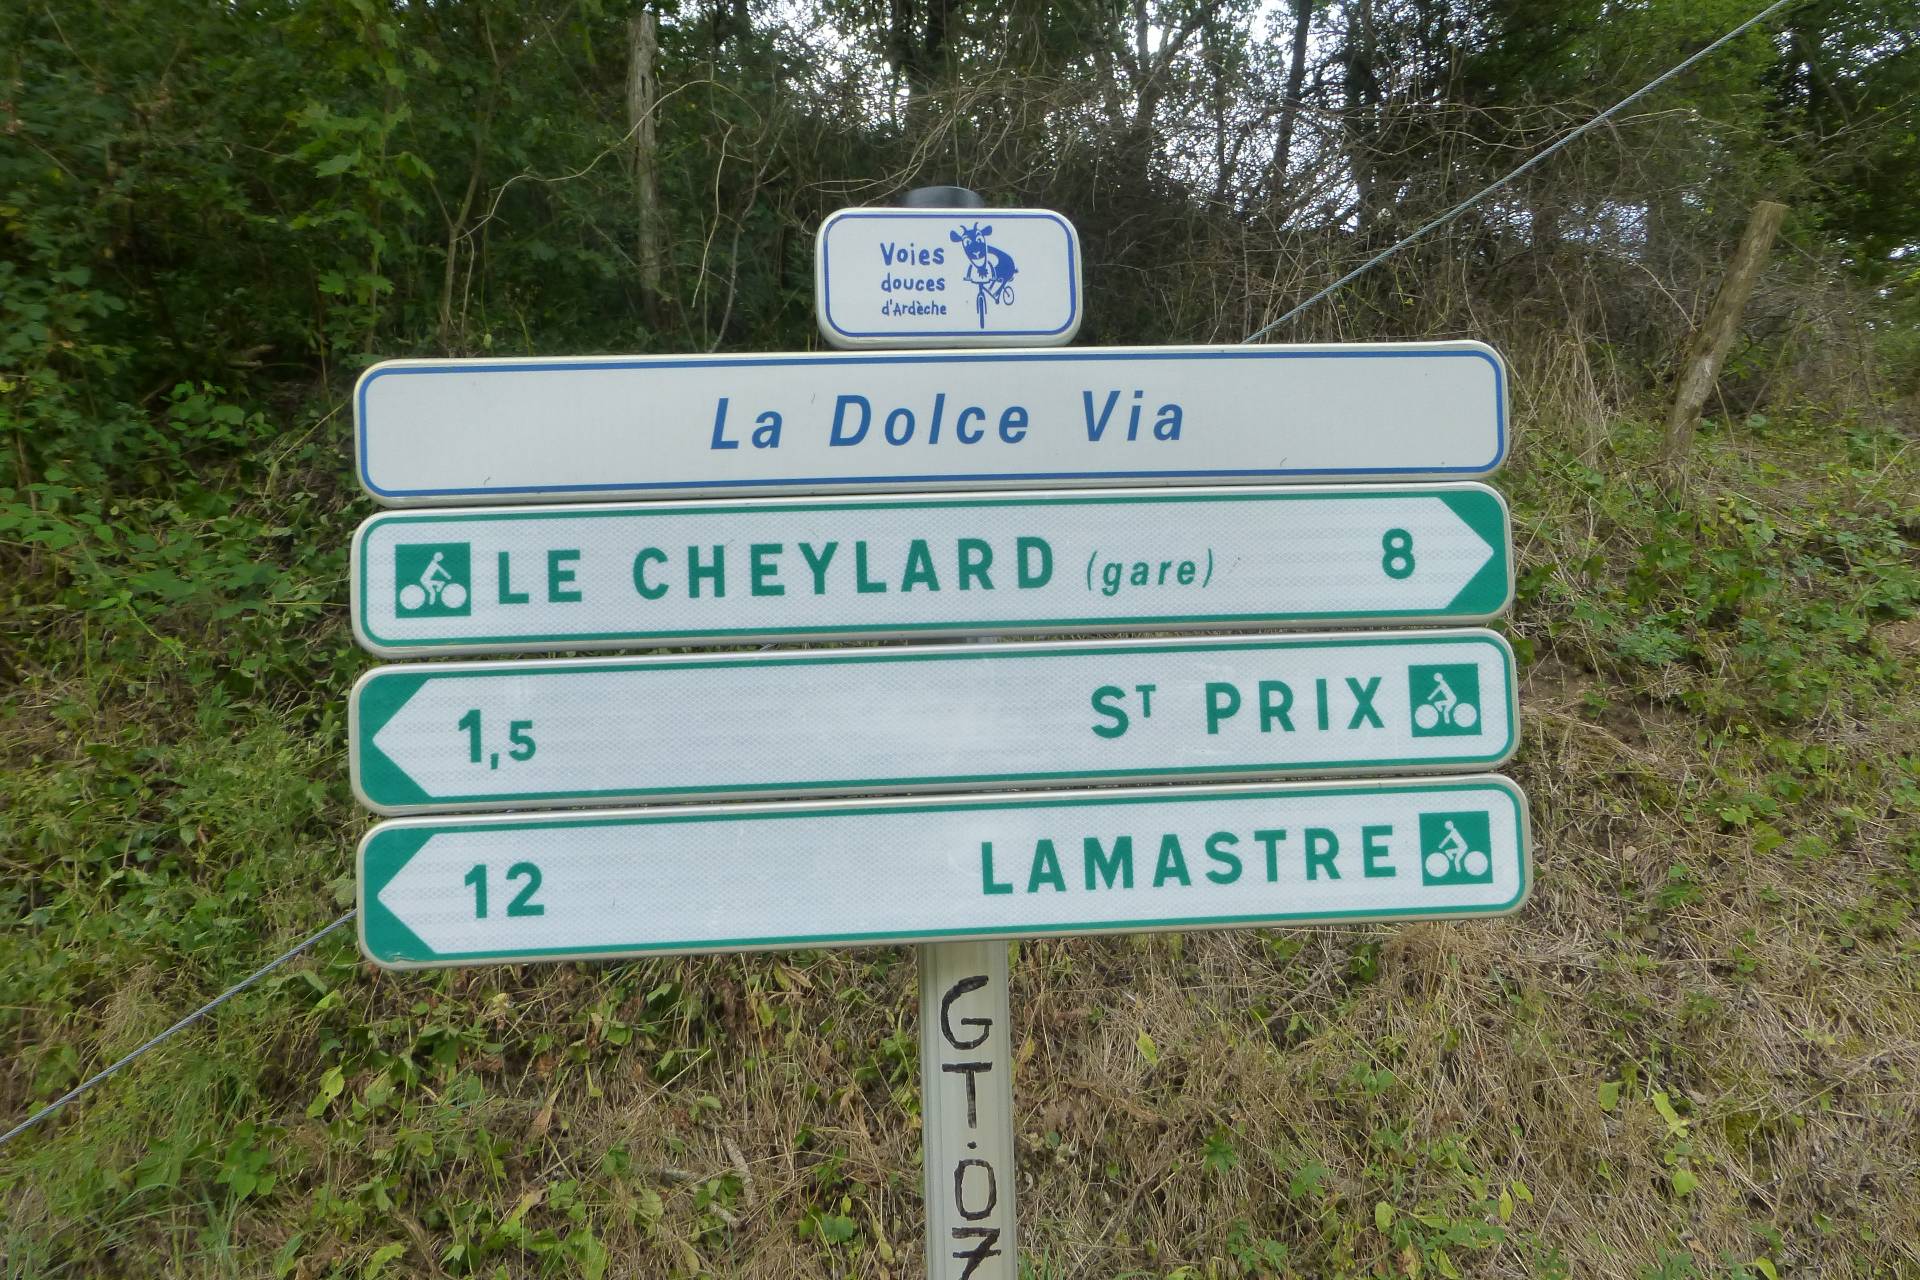 Voies
douces
d'Ardèche
La Dolce Via
LE CHEYLARD (gare) 8
1,5 ST PRIX
12 LAMASTRE
GT.07